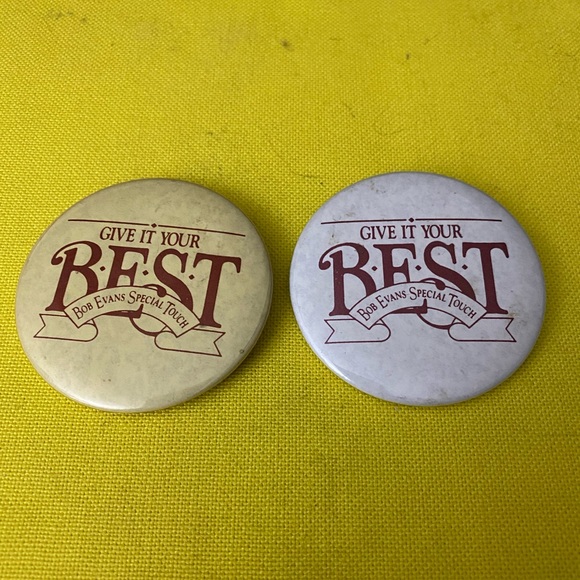 GIVE IT YOUR
B·E·S·T
BOB EVANS SPECIAL TOUCH
GIVE IT YOUR
B·E·S·T
BOB EVANS SPECIAL TOUCH